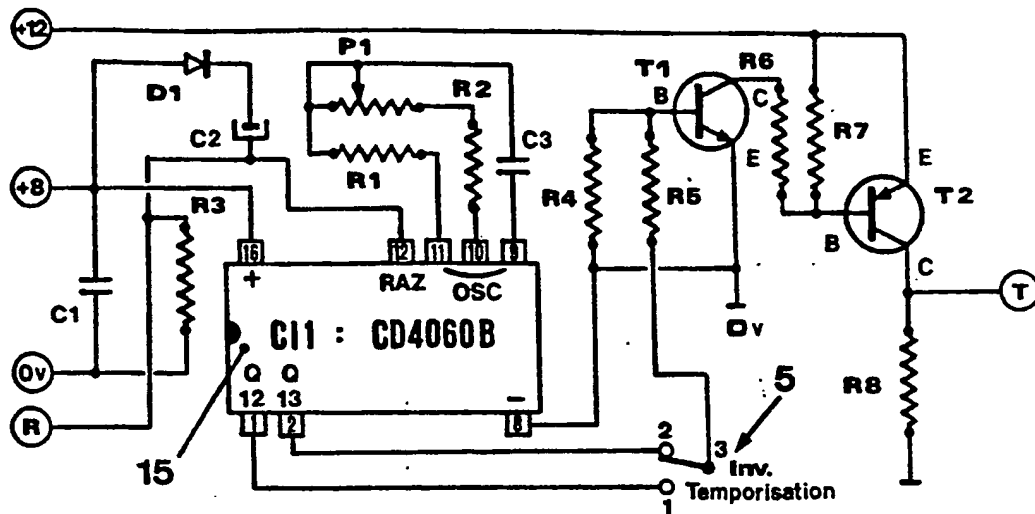 +12
P1
D1
R2
T1
R6
B
C
C2
R1
C3
R7
E
+8
R3
R4
R5
E
T2
B
16
12
11
10
9
C
+
RAZ
OSC
T
C1
CI1 : CD4060B
0v
0v
Q
Q
12
13
-
R8
5
R
1
2
8
2
3
15
Inv.
Temporisation
1